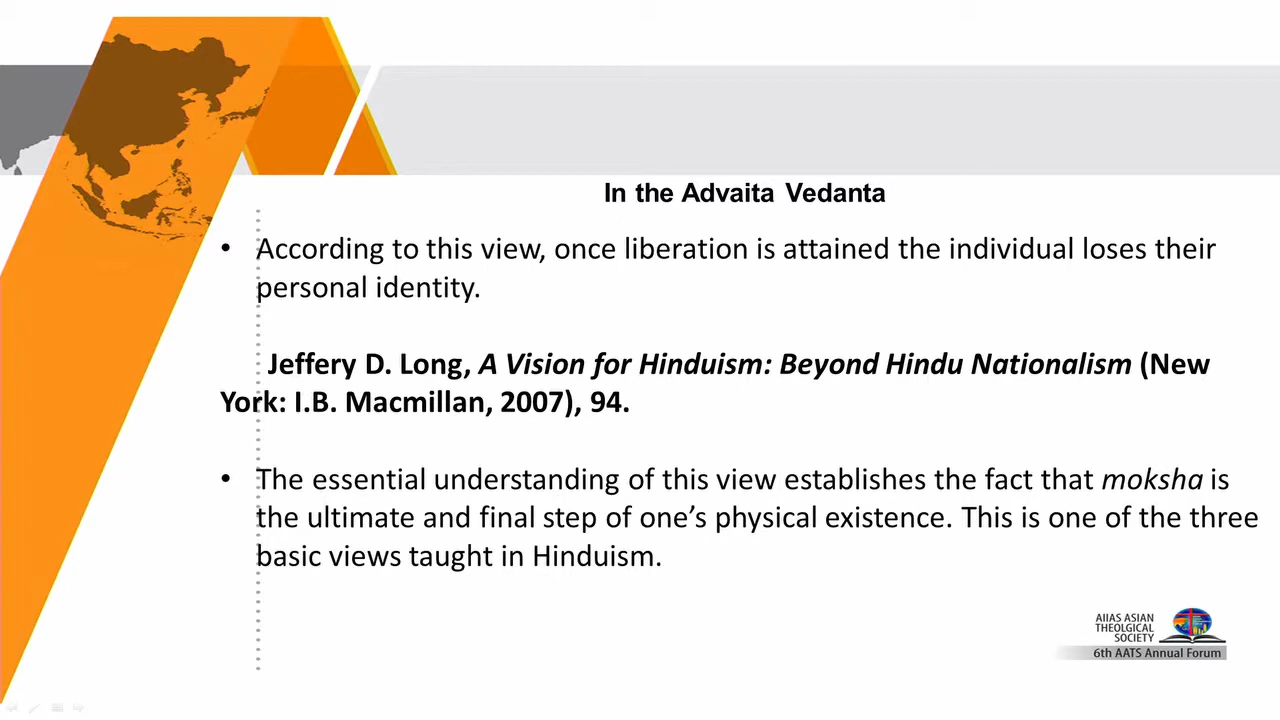 In the Advaita Vedanta
• According to this view, once liberation is attained the individual loses their
personal identity.
Jeffery D. Long, A Vision for Hinduism: Beyond Hindu Nationalism (New
York: I.B. Macmillan, 2007), 94.
• The essential understanding of this view establishes the fact that moksha is
the ultimate and final step of one’s physical existence. This is one of the three
basic views taught in Hinduism.
AIIAS ASIAN
THEOLGICAL
SOCIETY
6th AATS Annual Forum